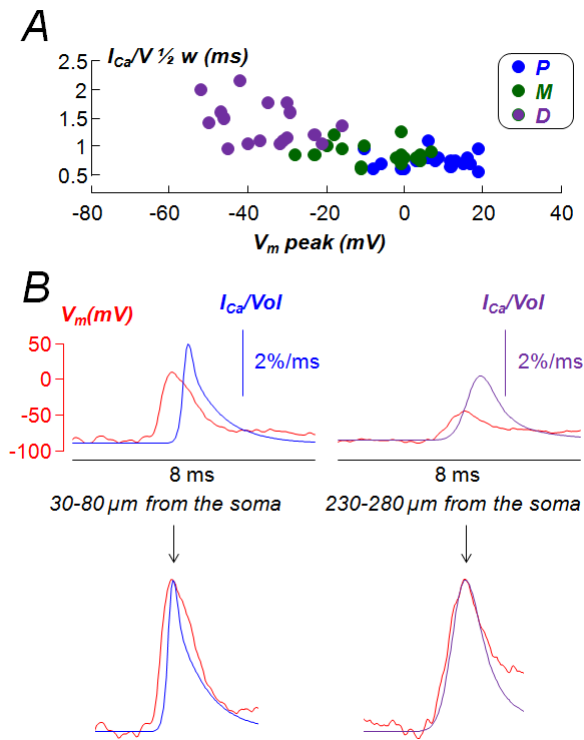 A
I_Ca/V ½ w (ms)
2.5
2
1.5
1
0.5
P
M
D
-80 -60 -40 -20 0 20 40
V_m peak (mV)
B
V_m(mV)
I_Ca/Vol
I_Ca/Vol
50
0
-50
-100
2%/ms
2%/ms
8 ms
8 ms
30-80 µm from the soma
230-280 µm from the soma